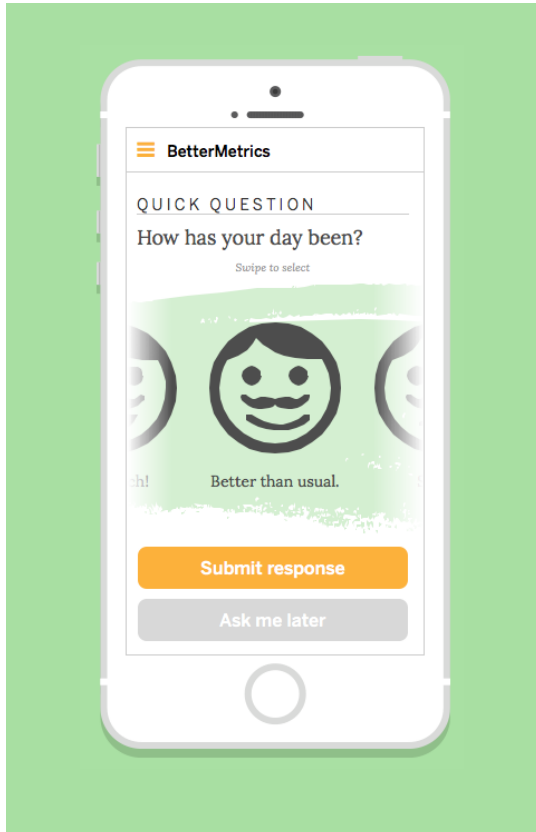 BetterMetrics
QUICK QUESTION
How has your day been?
Swipe to select
ch!
Better than usual.
Submit response
Ask me later